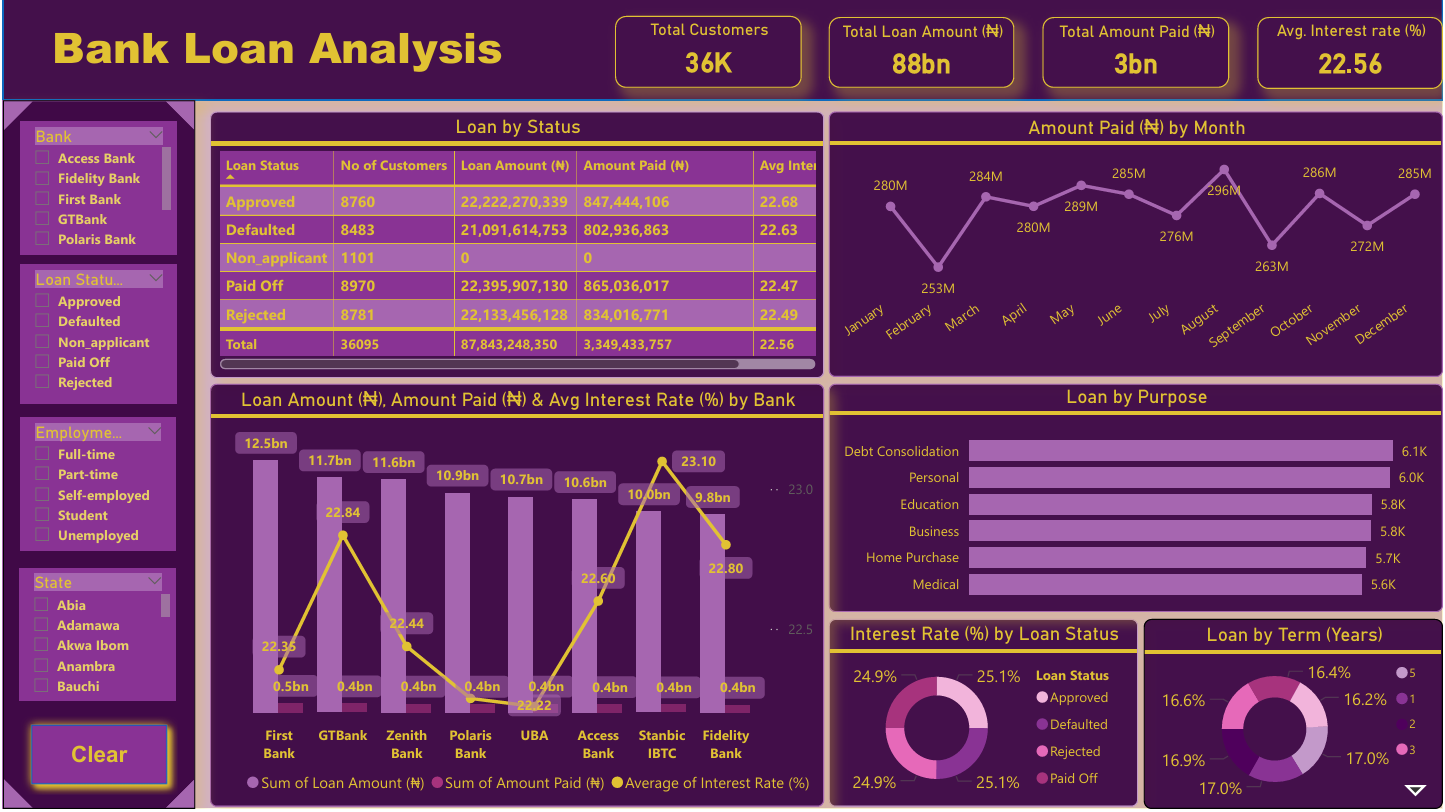 Bank Loan Analysis
Total Customers
36K
Total Loan Amount (₦)
88bn
Total Amount Paid (₦)
3bn
Avg. Interest rate (%)
22.56
Bank
Access Bank
Fidelity Bank
First Bank
GTBank
Polaris Bank
Loan Statu...
Approved
Defaulted
Non_applicant
Paid Off
Rejected
Employme...
Full-time
Part-time
Self-employed
Student
Unemployed
State
Abia
Adamawa
Akwa Ibom
Anambra
Bauchi
Clear
Loan by Status
Loan Status No of Customers Loan Amount (₦) Amount Paid (₦) Avg Inter
Approved 8760 22,222,270,339 847,444,106 22.68
Defaulted 8483 21,091,614,753 802,936,863 22.63
Non_applicant 1101 0 0
Paid Off 8970 22,395,907,130 865,036,017 22.47
Rejected 8781 22,133,456,128 834,016,771 22.49
Total 36095 87,843,248,350 3,349,433,757 22.56
Amount Paid (₦) by Month
280M
253M
284M
280M
289M
285M
276M
296M
263M
286M
272M
285M
January
February
March
April
May
June
July
August
September
October
November
December
Loan Amount (₦), Amount Paid (₦) & Avg Interest Rate (%) by Bank
12.5bn
11.7bn
11.6bn
10.9bn
10.7bn
10.6bn
10.0bn
9.8bn
23.10
22.84
22.80
22.60
22.44
22.35
22.22
23.0
22.5
0.5bn
0.4bn
0.4bn
0.4bn
0.4bn
0.4bn
0.4bn
0.4bn
First
Bank
GTBank
Zenith
Bank
Polaris
Bank
UBA
Access
Bank
Stanbic
IBTC
Fidelity
Bank
Sum of Loan Amount (₦) Sum of Amount Paid (₦) Average of Interest Rate (%)
Loan by Purpose
Debt Consolidation 6.1K
Personal 6.0K
Education 5.8K
Business 5.8K
Home Purchase 5.7K
Medical 5.6K
Interest Rate (%) by Loan Status
24.9%
25.1%
24.9%
25.1%
Loan Status
Approved
Defaulted
Rejected
Paid Off
Loan by Term (Years)
16.4%
16.6%
16.2%
16.9%
17.0%
17.0%
5
1
2
3